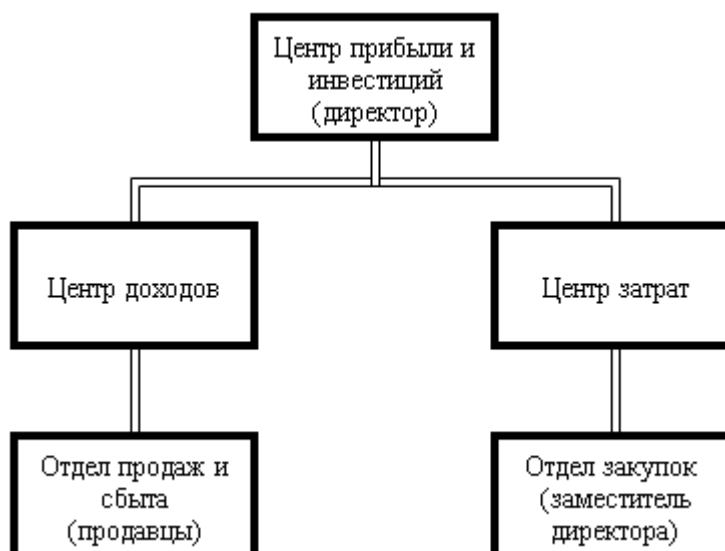 Центр прибыли и
инвестиций
(директор)
Центр доходов
Центр затрат
Отдел продаж и
сбыта
(продавцы)
Отдел закупок
(заместитель
директора)